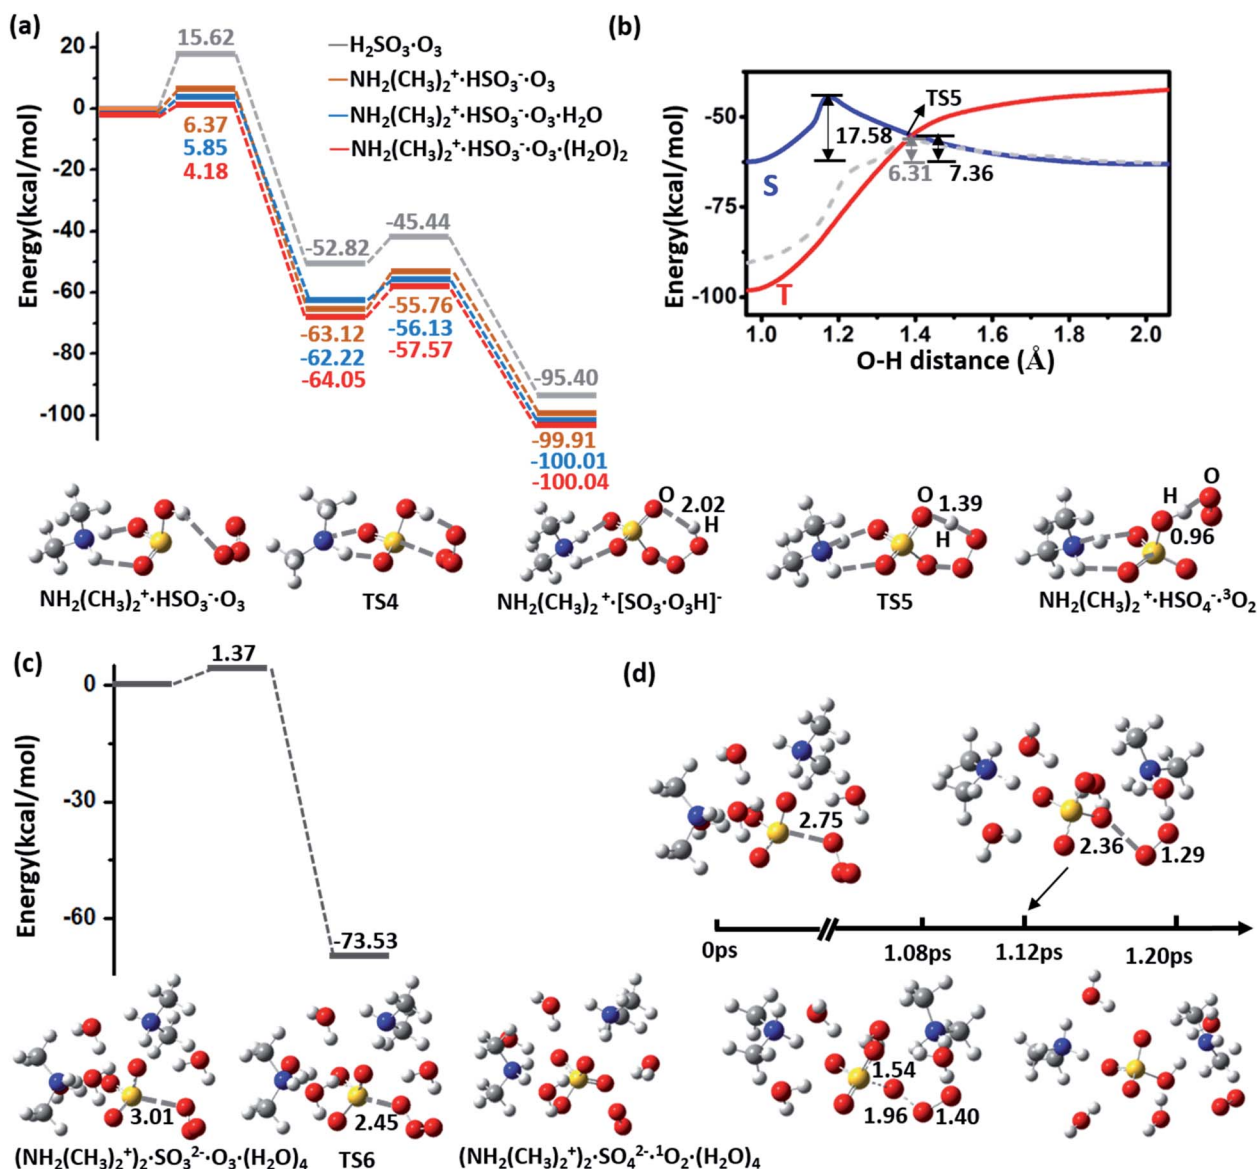 (a)
Energy(kcal/mol)
20
0
-20
-40
-60
-80
-100
15.62
H₂SO₃·O₃
NH₂(CH₃)₂⁺·HSO₃⁻·O₃
NH₂(CH₃)₂⁺·HSO₃⁻·O₃·H₂O
NH₂(CH₃)₂⁺·HSO₃⁻·O₃·(H₂O)₂
6.37
5.85
4.18
-52.82
-45.44
-63.12
-62.22
-64.05
-55.76
-56.13
-57.57
-95.40
-99.91
-100.01
-100.04
O 2.02
H
NH₂(CH₃)₂⁺·HSO₃⁻·O₃
TS4
NH₂(CH₃)₂⁺·[SO₃·O₃H]⁻
(b)
Energy(kcal/mol)
-50
-75
-100
TS5
17.58
6.31
7.36
S
T
1.0 1.2 1.4 1.6 1.8 2.0
O-H distance (Å)
O 1.39
H
TS5
O
H
0.96
NH₂(CH₃)₂⁺·HSO₄⁻·³O₂
(c)
Energy(kcal/mol)
0
-30
-60
1.37
-73.53
3.01
2.45
(NH₂(CH₃)₂⁺)₂·SO₃²⁻·O₃·(H₂O)₄
TS6
(NH₂(CH₃)₂⁺)₂·SO₄²⁻·¹O₂·(H₂O)₄
(d)
2.75
2.36
1.29
0ps
1.08ps
1.12ps
1.20ps
1.54
1.96
1.40